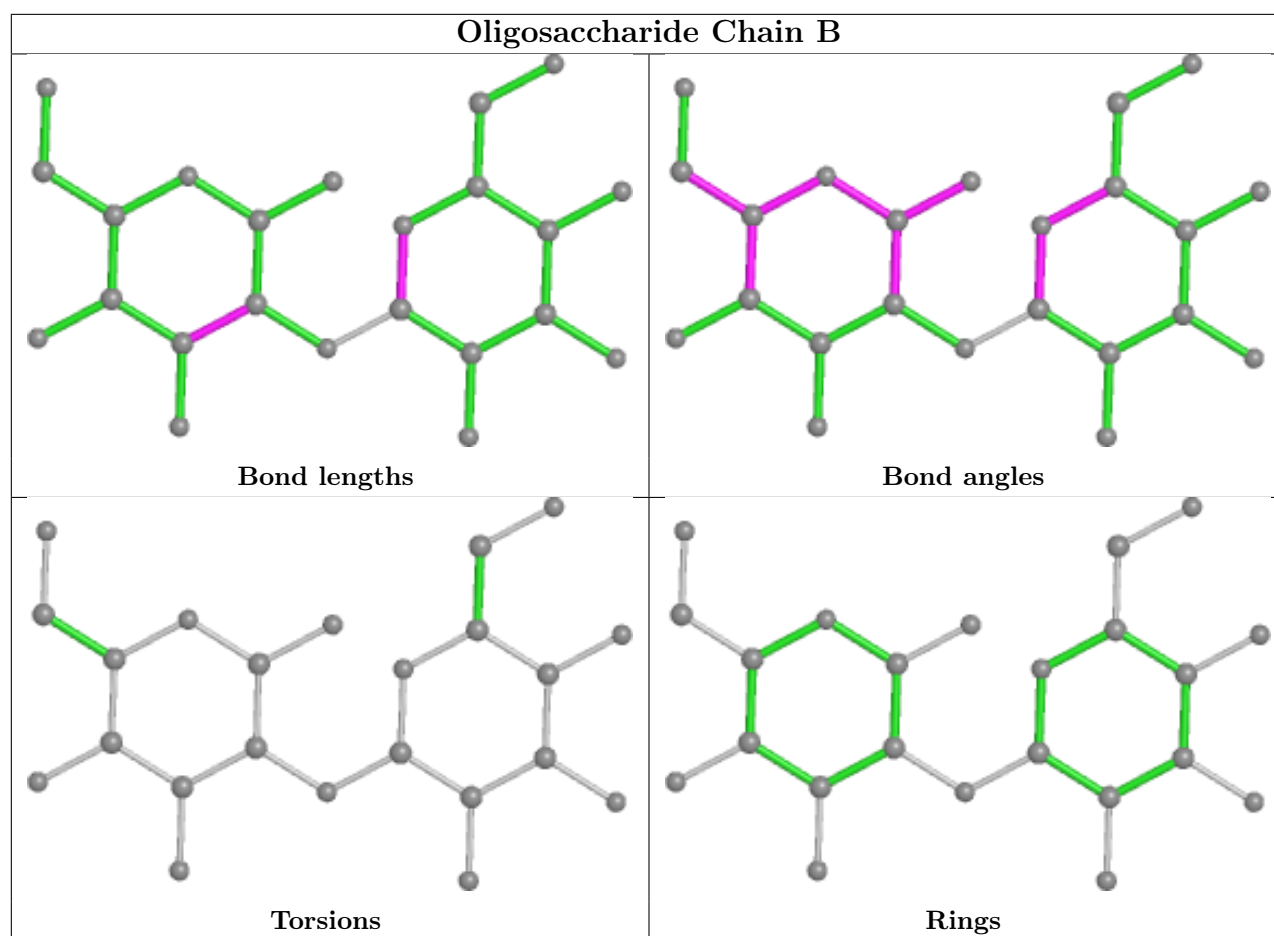 Oligosaccharide Chain B
Bond lengths
Bond angles
Torsions
Rings